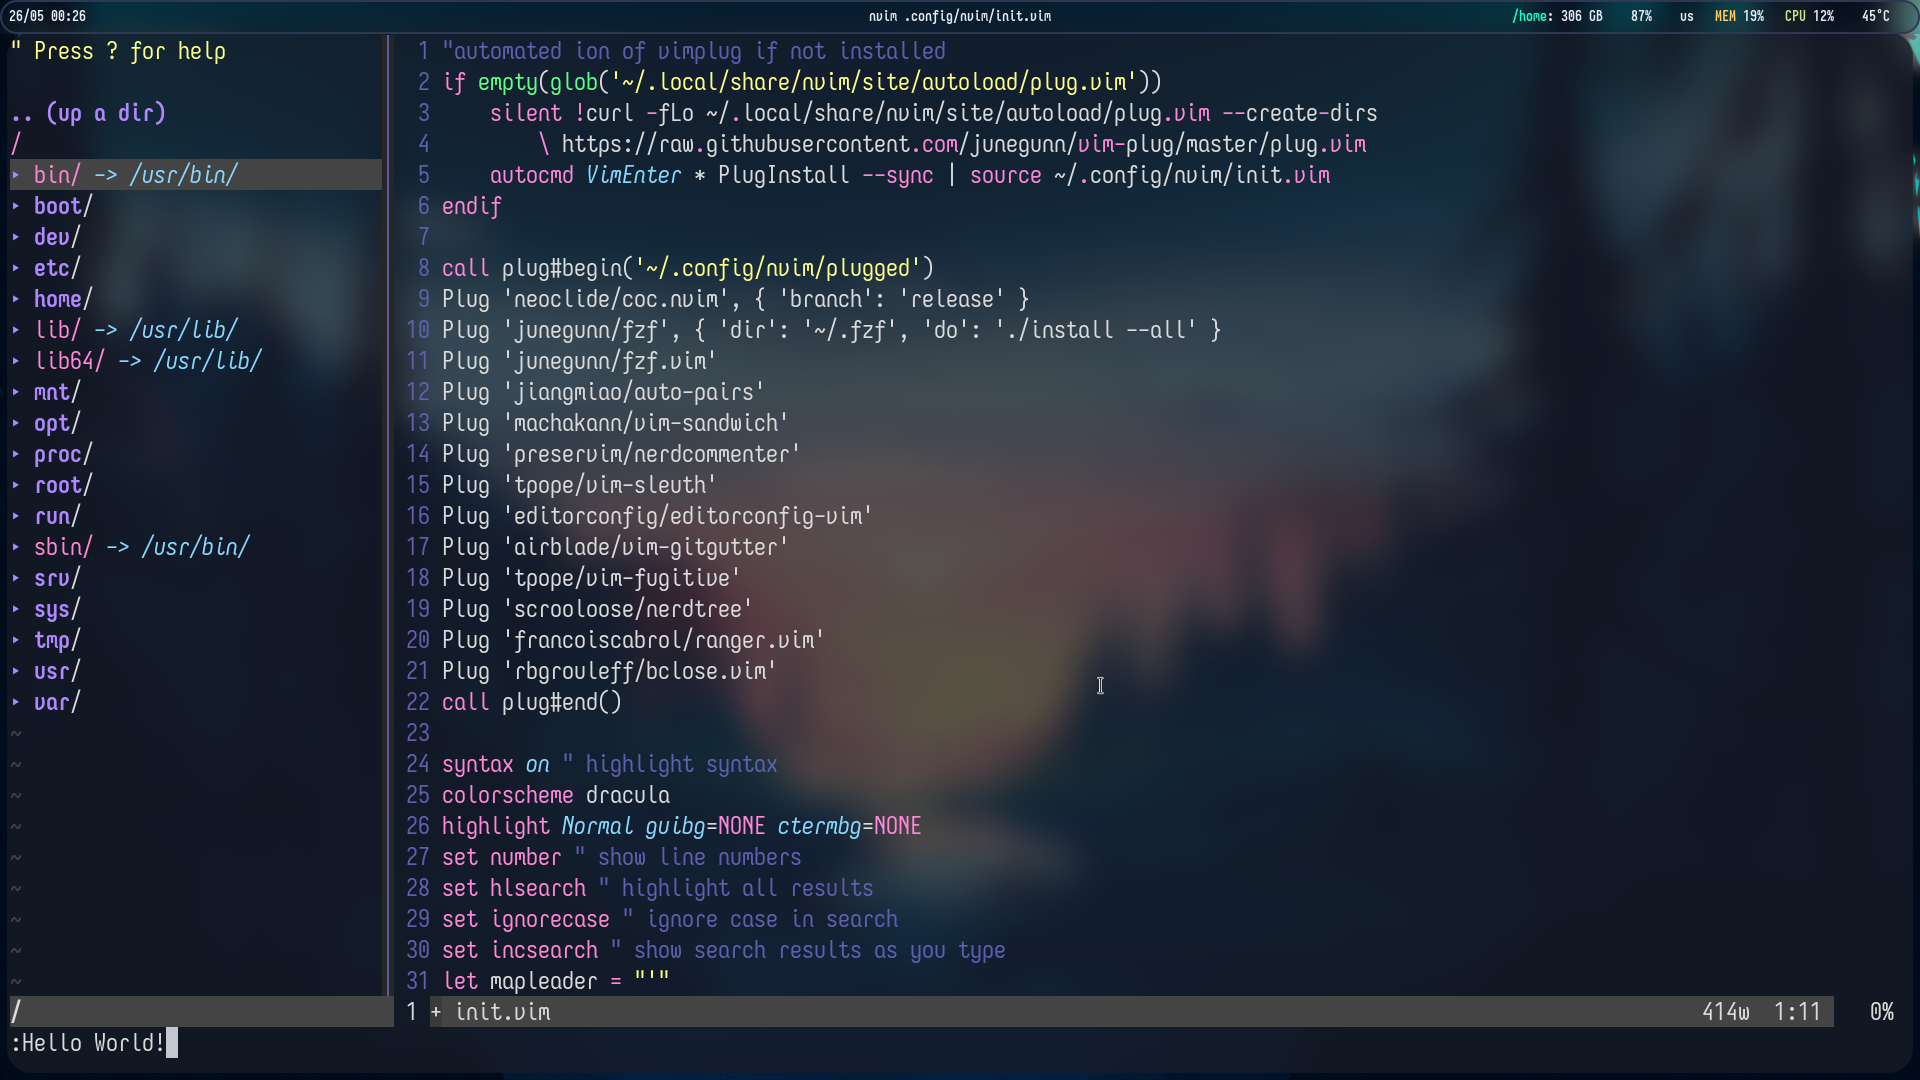 26/05 00:26
nvim .config/nvim/init.vim
/home: 306 GB 87% us MEM 19% CPU 12% 45°C
" Press ? for help
.. (up a dir)
/
▸ bin/ -> /usr/bin/
▸ boot/
▸ dev/
▸ etc/
▸ home/
▸ lib/ -> /usr/lib/
▸ lib64/ -> /usr/lib/
▸ mnt/
▸ opt/
▸ proc/
▸ root/
▸ run/
▸ sbin/ -> /usr/bin/
▸ srv/
▸ sys/
▸ tmp/
▸ usr/
▸ var/
~
~
~
~
~
~
~
~
~
/
1 "automated ion of vimplug if not installed
2 if empty(glob('~/.local/share/nvim/site/autoload/plug.vim'))
3     silent !curl -fLo ~/.local/share/nvim/site/autoload/plug.vim --create-dirs
4         \ https://raw.githubusercontent.com/junegunn/vim-plug/master/plug.vim
5     autocmd VimEnter * PlugInstall --sync | source ~/.config/nvim/init.vim
6 endif
7
8 call plug#begin('~/.config/nvim/plugged')
9 Plug 'neoclide/coc.nvim', { 'branch': 'release' }
10 Plug 'junegunn/fzf', { 'dir': '~/.fzf', 'do': './install --all' }
11 Plug 'junegunn/fzf.vim'
12 Plug 'jiangmiao/auto-pairs'
13 Plug 'machakann/vim-sandwich'
14 Plug 'preservim/nerdcommenter'
15 Plug 'tpope/vim-sleuth'
16 Plug 'editorconfig/editorconfig-vim'
17 Plug 'airblade/vim-gitgutter'
18 Plug 'tpope/vim-fugitive'
19 Plug 'scrooloose/nerdtree'
20 Plug 'francoiscabrol/ranger.vim'
21 Plug 'rbgrouleff/bclose.vim'
22 call plug#end()
23
24 syntax on " highlight syntax
25 colorscheme dracula
26 highlight Normal guibg=NONE ctermbg=NONE
27 set number " show line numbers
28 set hlsearch " highlight all results
29 set ignorecase " ignore case in search
30 set incsearch " show search results as you type
31 let mapleader = "'"
1 + init.vim 414w 1:11 0%
:Hello World!